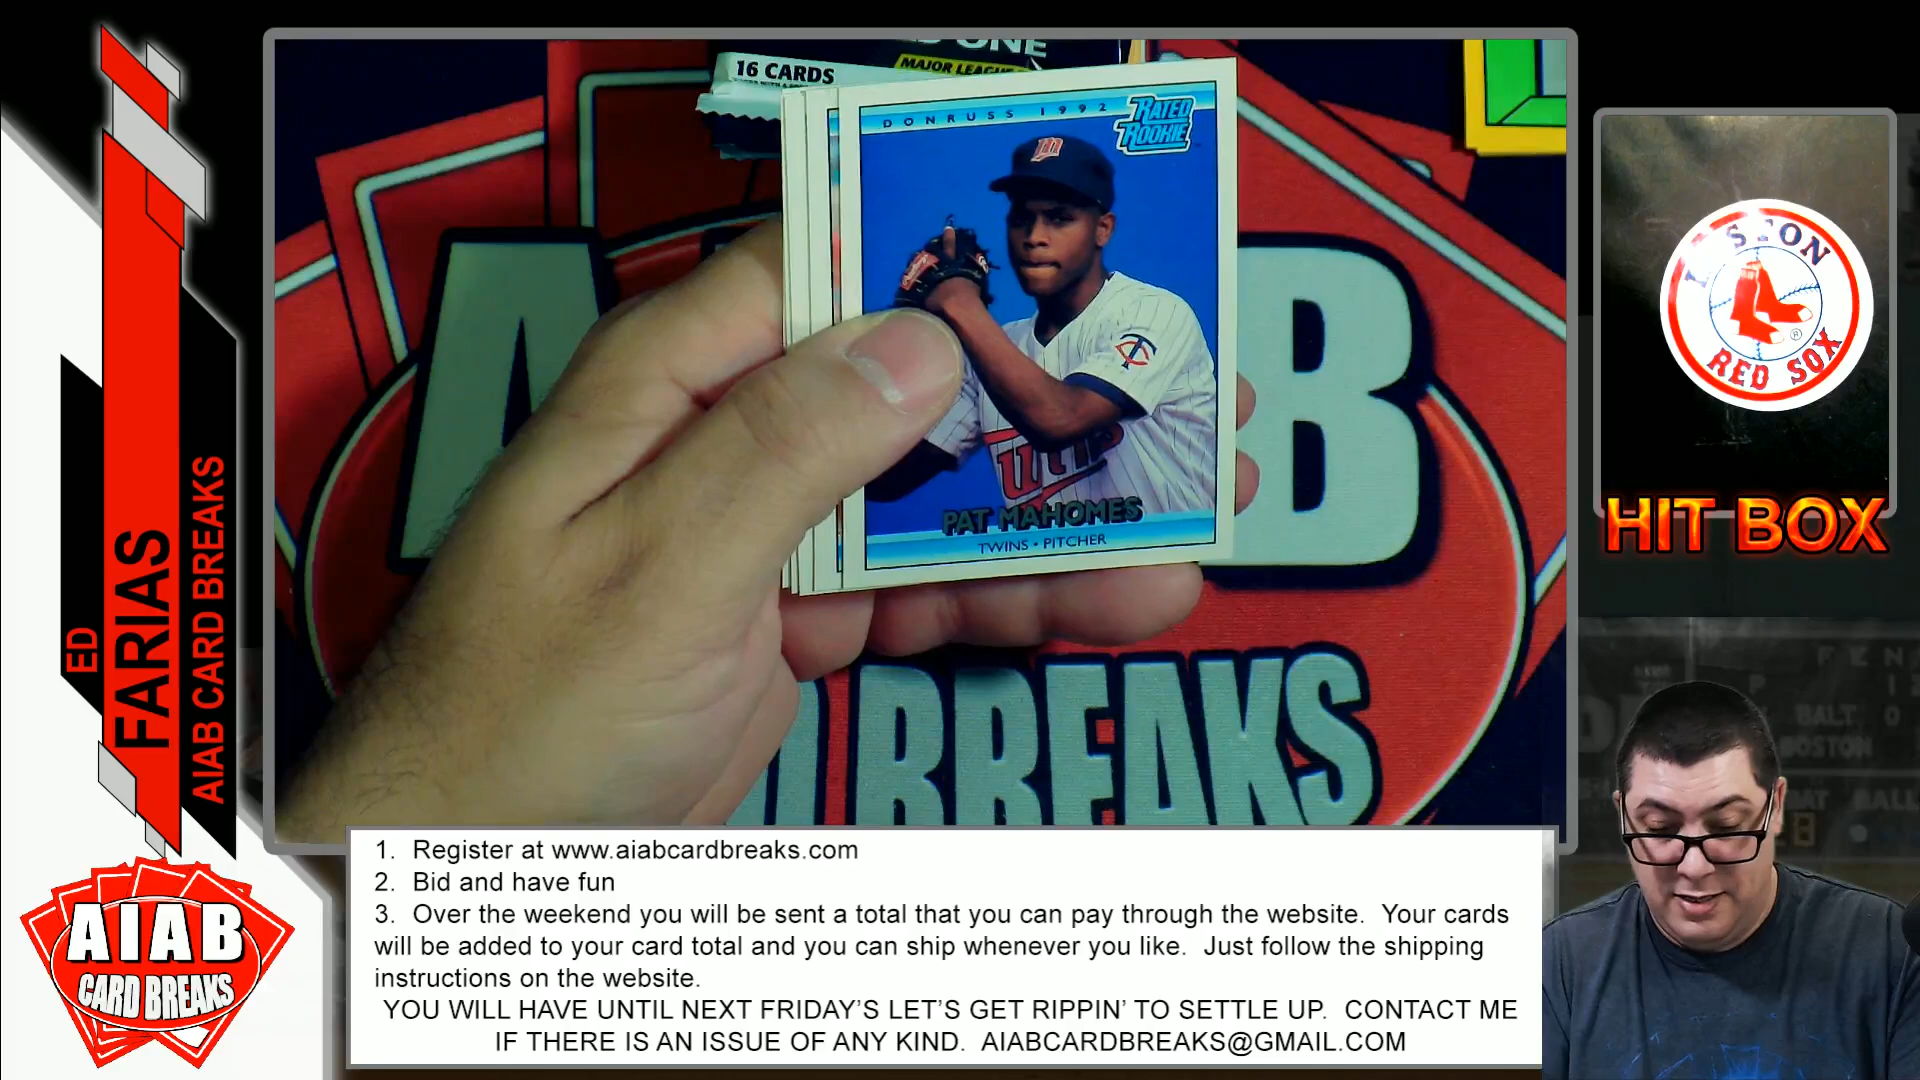 ED
FARIAS
AIAB CARD BREAKS
D ONE
16 CARDS
MAJOR LEAGUE
DONRUSS 1992
RATED
ROOKIE
m
TC
PAT MAHOMES
TWINS • PITCHER
A
B
D BREAKS
RED SOX
HIT BOX
BALT 0
BOSTON
BALL
AIAB
CARD BREAKS
1. Register at www.aiabcardbreaks.com
2. Bid and have fun
3. Over the weekend you will be sent a total that you can pay through the website. Your cards
will be added to your card total and you can ship whenever you like. Just follow the shipping
instructions on the website.
YOU WILL HAVE UNTIL NEXT FRIDAY'S LET'S GET RIPPIN' TO SETTLE UP. CONTACT ME
IF THERE IS AN ISSUE OF ANY KIND. AIABCARDBREAKS@GMAIL.COM